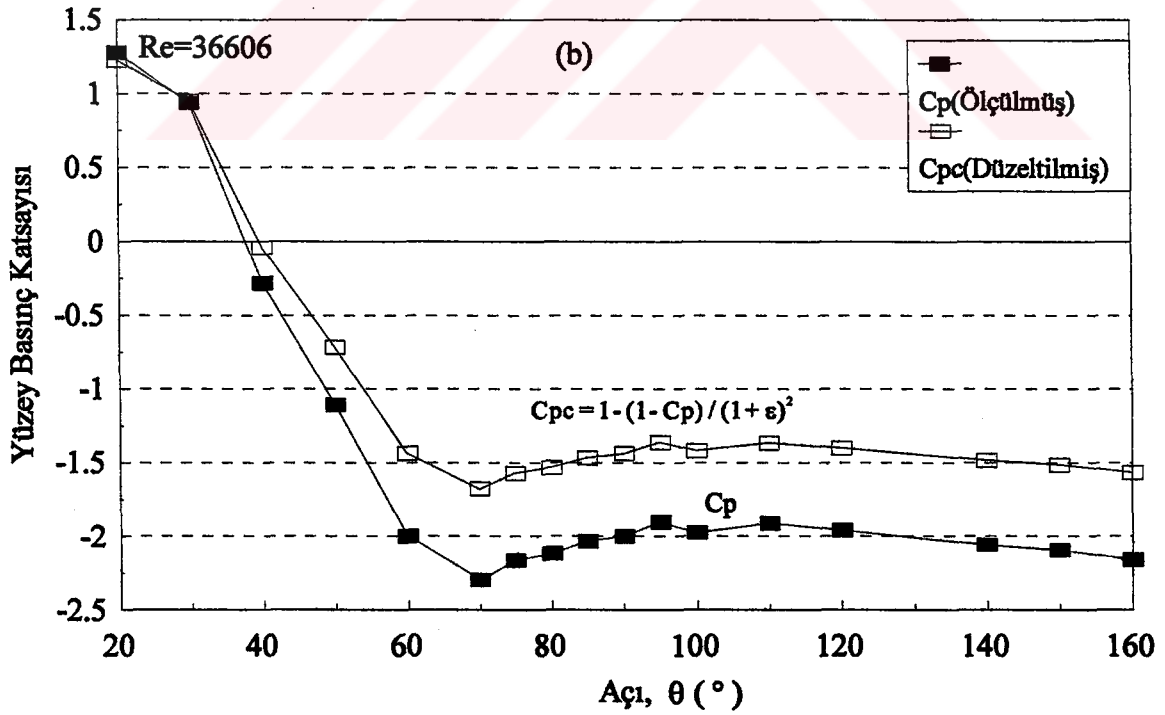 1.5
Re=36606
(b)
Cp(Ölçülmüş)
Cpc(Düzeltilmiş)
1
0.5
0
-0.5
-1
-1.5
-2
-2.5
Yüzey Basınç Katsayısı
Cpc = 1 - (1 - Cp) / (1 + ε)²
Cp
20 40 60 80 100 120 140 160
Açı, θ ( ° )